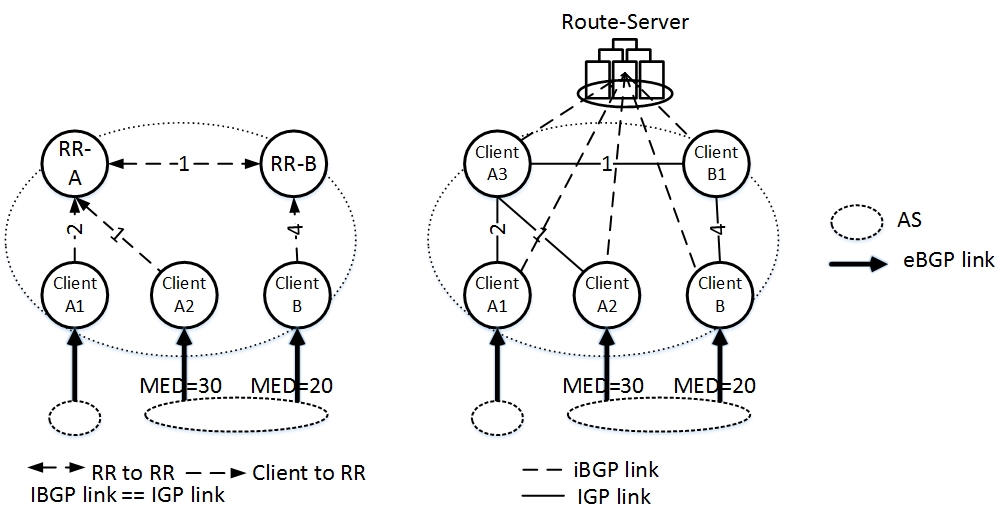 Route-Server
RR-
A
1
RR-B
Client
A3
1
Client
B1
AS
2
1
4
2
1
4
eBGP link
Client
A1
Client
A2
Client
B
Client
A1
Client
A2
Client
B
MED=30 MED=20
MED=30 MED=20
RR to RR
Client to RR
IBGP link == IGP link
iBGP link
IGP link